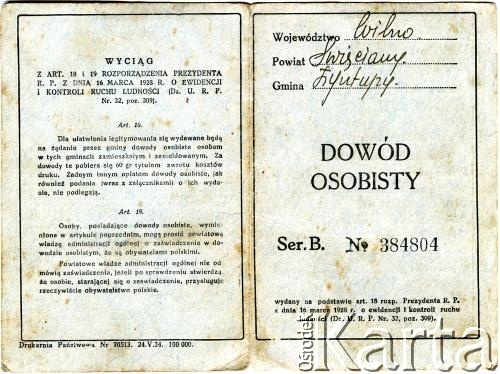 WYCIĄG
Z ART. 18 i 19 ROZPORZĄDZENIA PREZYDENTA
R. P. Z DNIA 16 MARCA 1928 R. O EWIDENCJI
I KONTROLI RUCHU LUDNOŚCI (Dz. U. R. P.
Nr. 32, poz. 309).
Art. 18.
Dla ułatwienia legitymowania się wydawane będą
na żądanie przez gminy dowody osobiste osobom
w tych gminach zamieszkałym i zameldowanym. Za
dowody te pobiera się 60 gr tytułem zwrotu kosztów
druku. Żadnym innym opłatom dowody osobiste, jak
również podania (wraz z załącznikami) o ich wyda-
nie, nie podlegają.
Art. 19.
Osoby, posiadające dowody osobiste, wymie-
nione w artykule poprzednim, mogą prosić powiatową
władzę administracji ogólnej o zaświadczenie w do-
wodzie osobistym, że są obywatelami polskimi.
Powiatowe władze administracji ogólnej nie od-
mówią zaświadczenia, jeżeli po sprawdzeniu stwierdzą
że osobie, starającej się o zaświadczenie, przysługuje
rzeczywiście obywatelstwo polskie.
Drukarnia Państwowa Nr 70513. 24.V.34. 100 000.
Województwo Wilno
Powiat Święciany
Gmina Żytupy
DOWÓD
OSOBISTY
Ser. B. № 384804
wydany na podstawie art. 18 rozp. Prezydenta R. P.
z dnia 16 marca 1928 r. o ewidencji i kontroli ruchu
ludności (Dz. U. R. P. Nr. 32, poz. 309).
ośrodek Karta